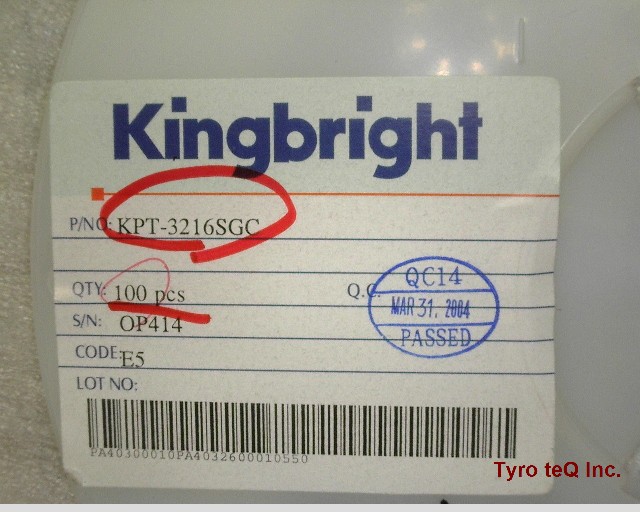 Kingbright
P/NO: KPT-3216SGC
QTY: 100 pcs
Q.C.
QC14
MAR 31. 2004
PASSED
S/N: OP414
CODE: E5
LOT NO:
PA40300010PA4032600010550
Tyro teQ Inc.